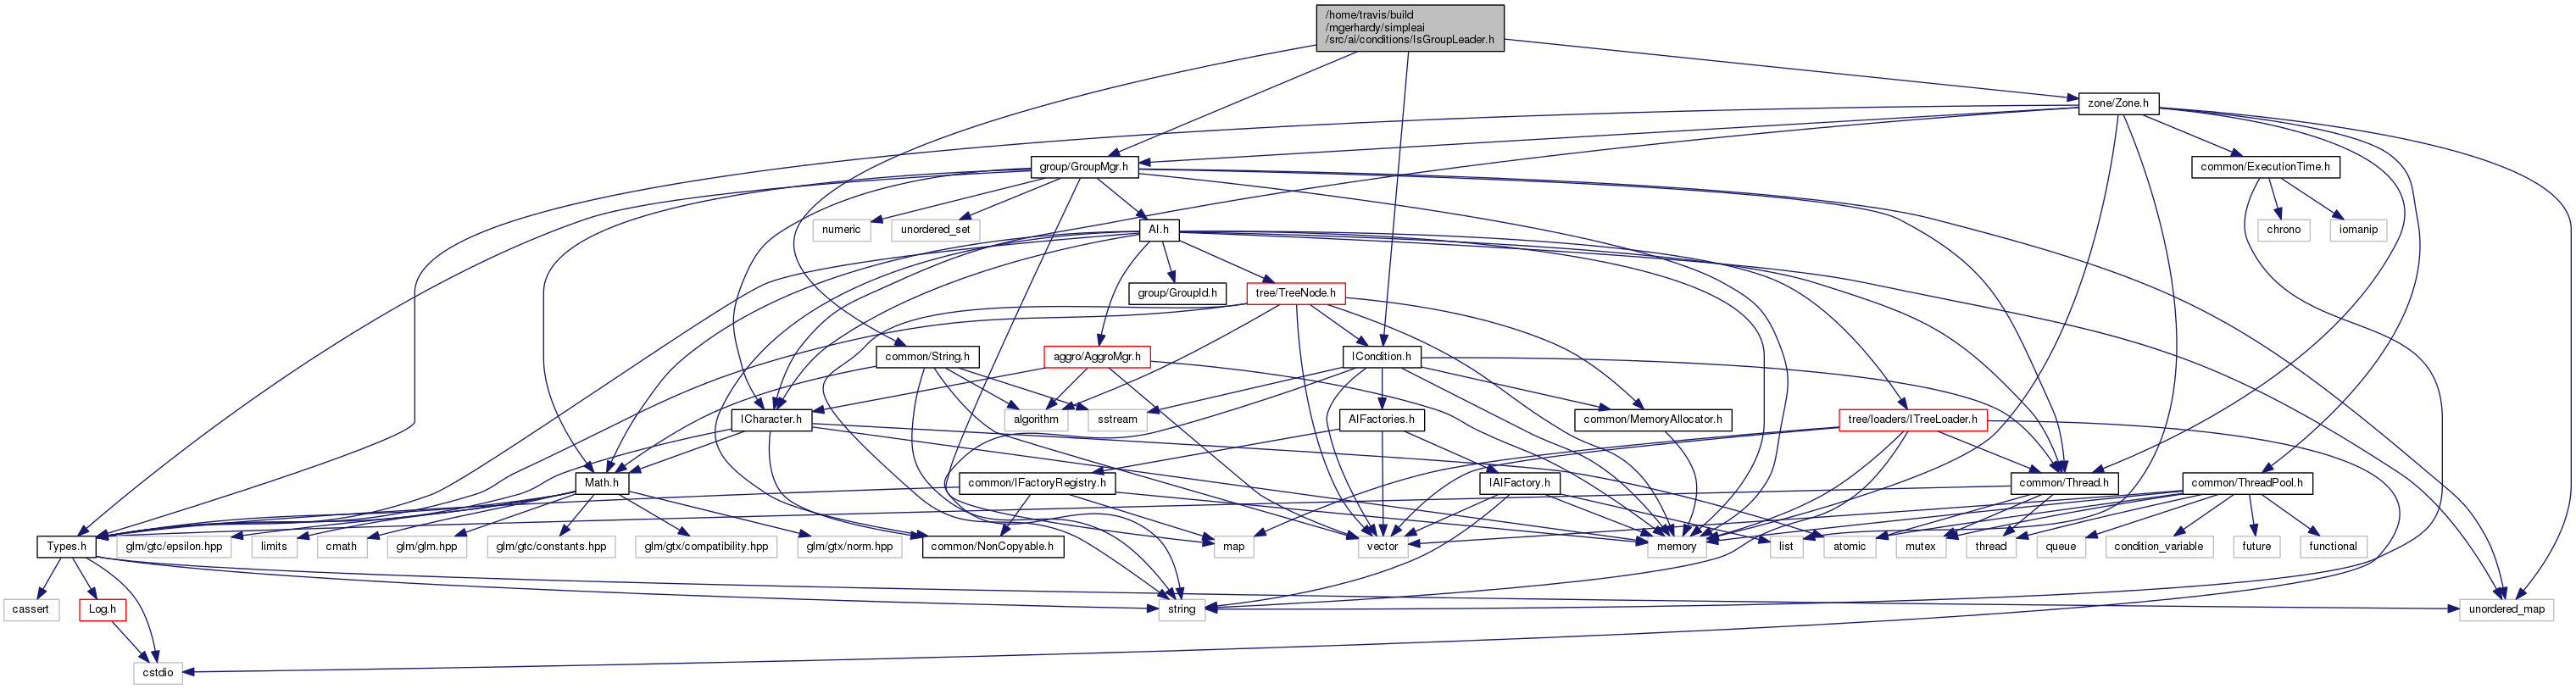 /home/travis/build
/mgerhardy/simpleai
/src/ai/conditions/IsGroupLeader.h
zone/Zone.h
group/GroupMgr.h
common/ExecutionTime.h
numeric
unordered_set
AI.h
chrono
iomanip
group/GroupId.h
tree/TreeNode.h
common/String.h
aggro/AggroMgr.h
ICondition.h
ICharacter.h
algorithm
sstream
AIFactories.h
common/MemoryAllocator.h
tree/loaders/ITreeLoader.h
Math.h
common/IFactoryRegistry.h
IAIFactory.h
common/Thread.h
common/ThreadPool.h
Types.h
glm/gtc/epsilon.hpp
limits
cmath
glm/glm.hpp
glm/gtc/constants.hpp
glm/gtx/compatibility.hpp
glm/gtx/norm.hpp
common/NonCopyable.h
map
vector
memory
list
atomic
mutex
thread
queue
condition_variable
future
functional
cassert
Log.h
string
unordered_map
cstdio